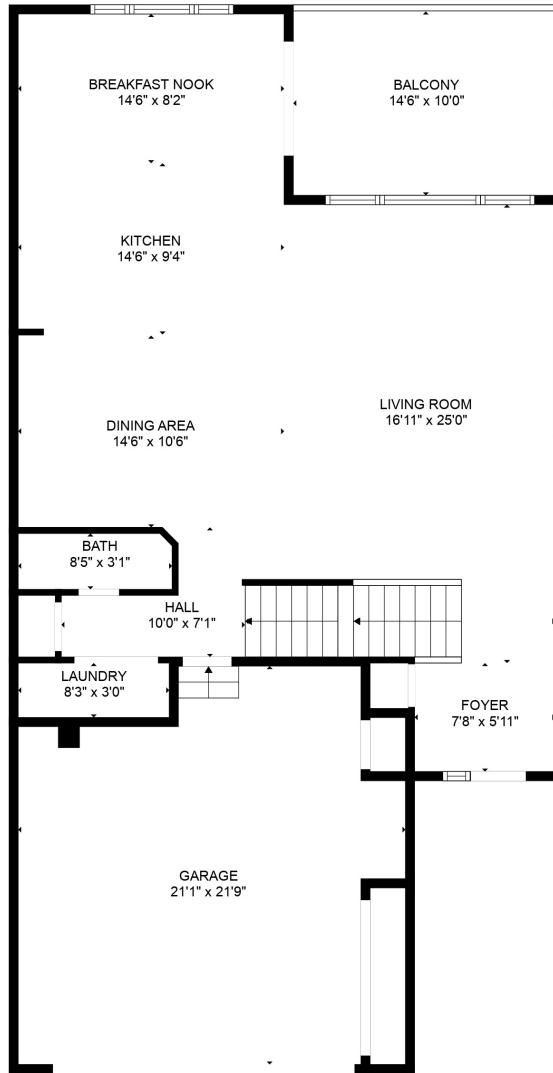 BREAKFAST NOOK
14'6" x 8'2"
BALCONY
14'6" x 10'0"
KITCHEN
14'6" x 9'4"
LIVING ROOM
16'11" x 25'0"
DINING AREA
14'6" x 10'6"
BATH
8'5" x 3'1"
HALL
10'0" x 7'1"
LAUNDRY
8'3" x 3'0"
FOYER
7'8" x 5'11"
GARAGE
21'1" x 21'9"